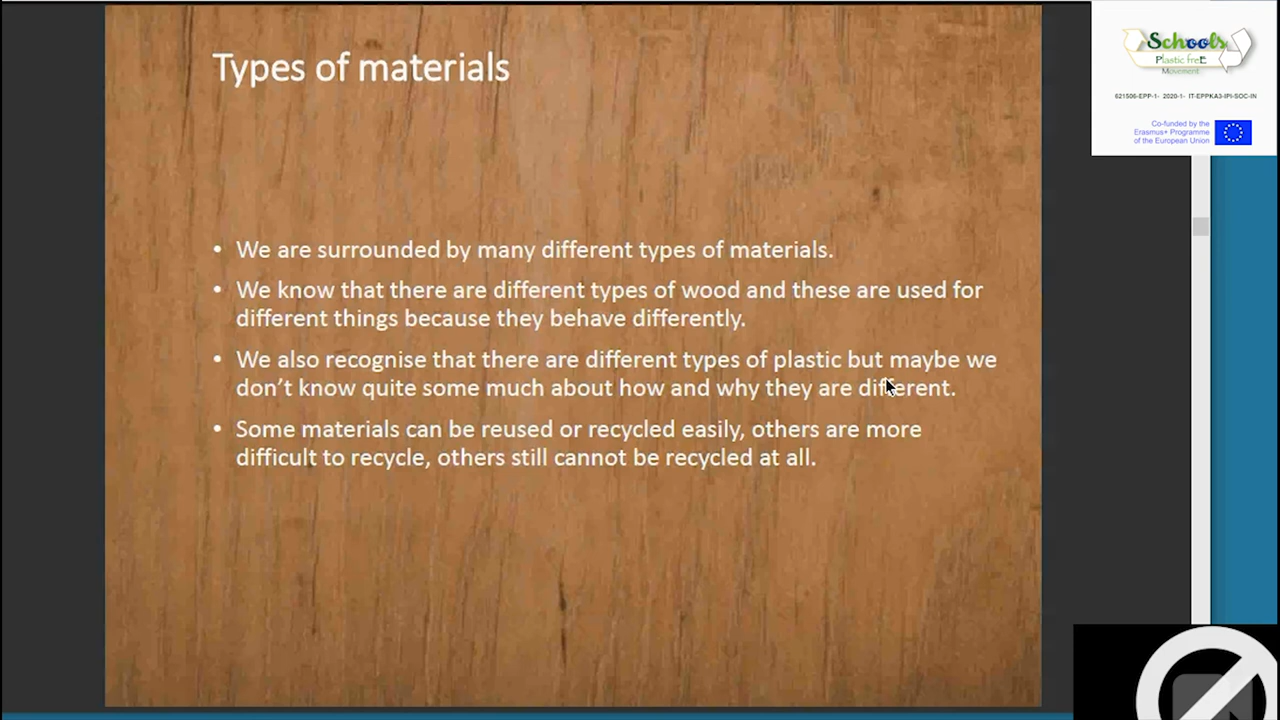 Types of materials
• We are surrounded by many different types of materials.
• We know that there are different types of wood and these are used for
different things because they behave differently.
• We also recognise that there are different types of plastic but maybe we
don’t know quite some much about how and why they are different.
• Some materials can be reused or recycled easily, others are more
difficult to recycle, others still cannot be recycled at all.
Schools
Plastic freE
Movement
621506-EPP-1- 2020-1- IT-EPPKA3-IPI-SOC-IN
Co-funded by the
Erasmus+ Programme
of the European Union